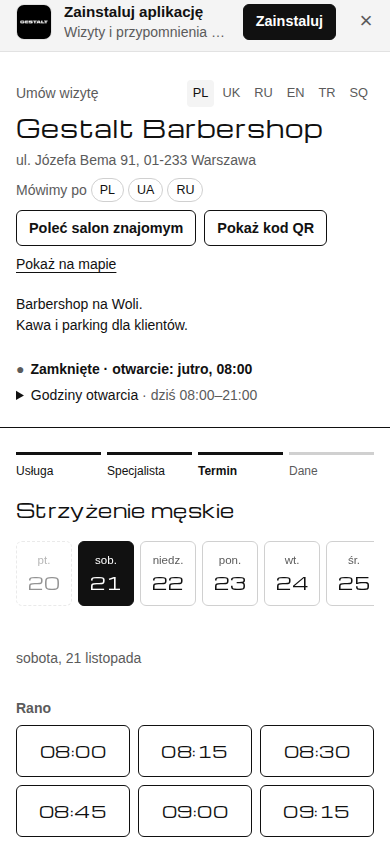 GESTALT
Zainstaluj aplikację
Wizyty i przypomnienia …
Zainstaluj
×
Umów wizytę
PL UK RU EN TR SQ
Gestalt Barbershop
ul. Józefa Bema 91, 01-233 Warszawa
Mówimy po PL UA RU
Poleć salon znajomym
Pokaż kod QR
Pokaż na mapie
Barbershop na Woli.
Kawa i parking dla klientów.
Zamknięte · otwarcie: jutro, 08:00
Godziny otwarcia · dziś 08:00–21:00
Usługa Specjalista Termin Dane
Strzyżenie męskie
pt. sob. niedz. pon. wt. śr.
20 21 22 23 24 25
sobota, 21 listopada
Rano
08:00 08:15 08:30
08:45 09:00 09:15